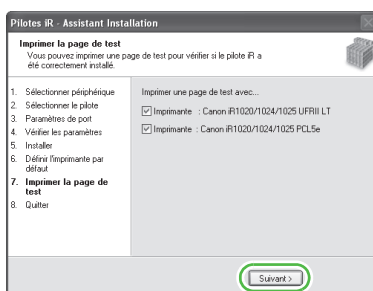 Pilotes iR - Assistant Installation
Imprimer la page de test
Vous pouvez imprimer une page de test pour vérifier si le pilote iR a
été correctement installé.
1. Sélectionner périphérique
2. Sélectionner le pilote
3. Paramètres de port
4. Vérifier les paramètres
5. Installer
6. Définir l'imprimante par
défaut
7. Imprimer la page de
test
8. Quitter
Imprimer une page de test avec...
Imprimante : Canon iR1020/1024/1025 UFRII LT
Imprimante : Canon iR1020/1024/1025 PCL5e
Suivant >